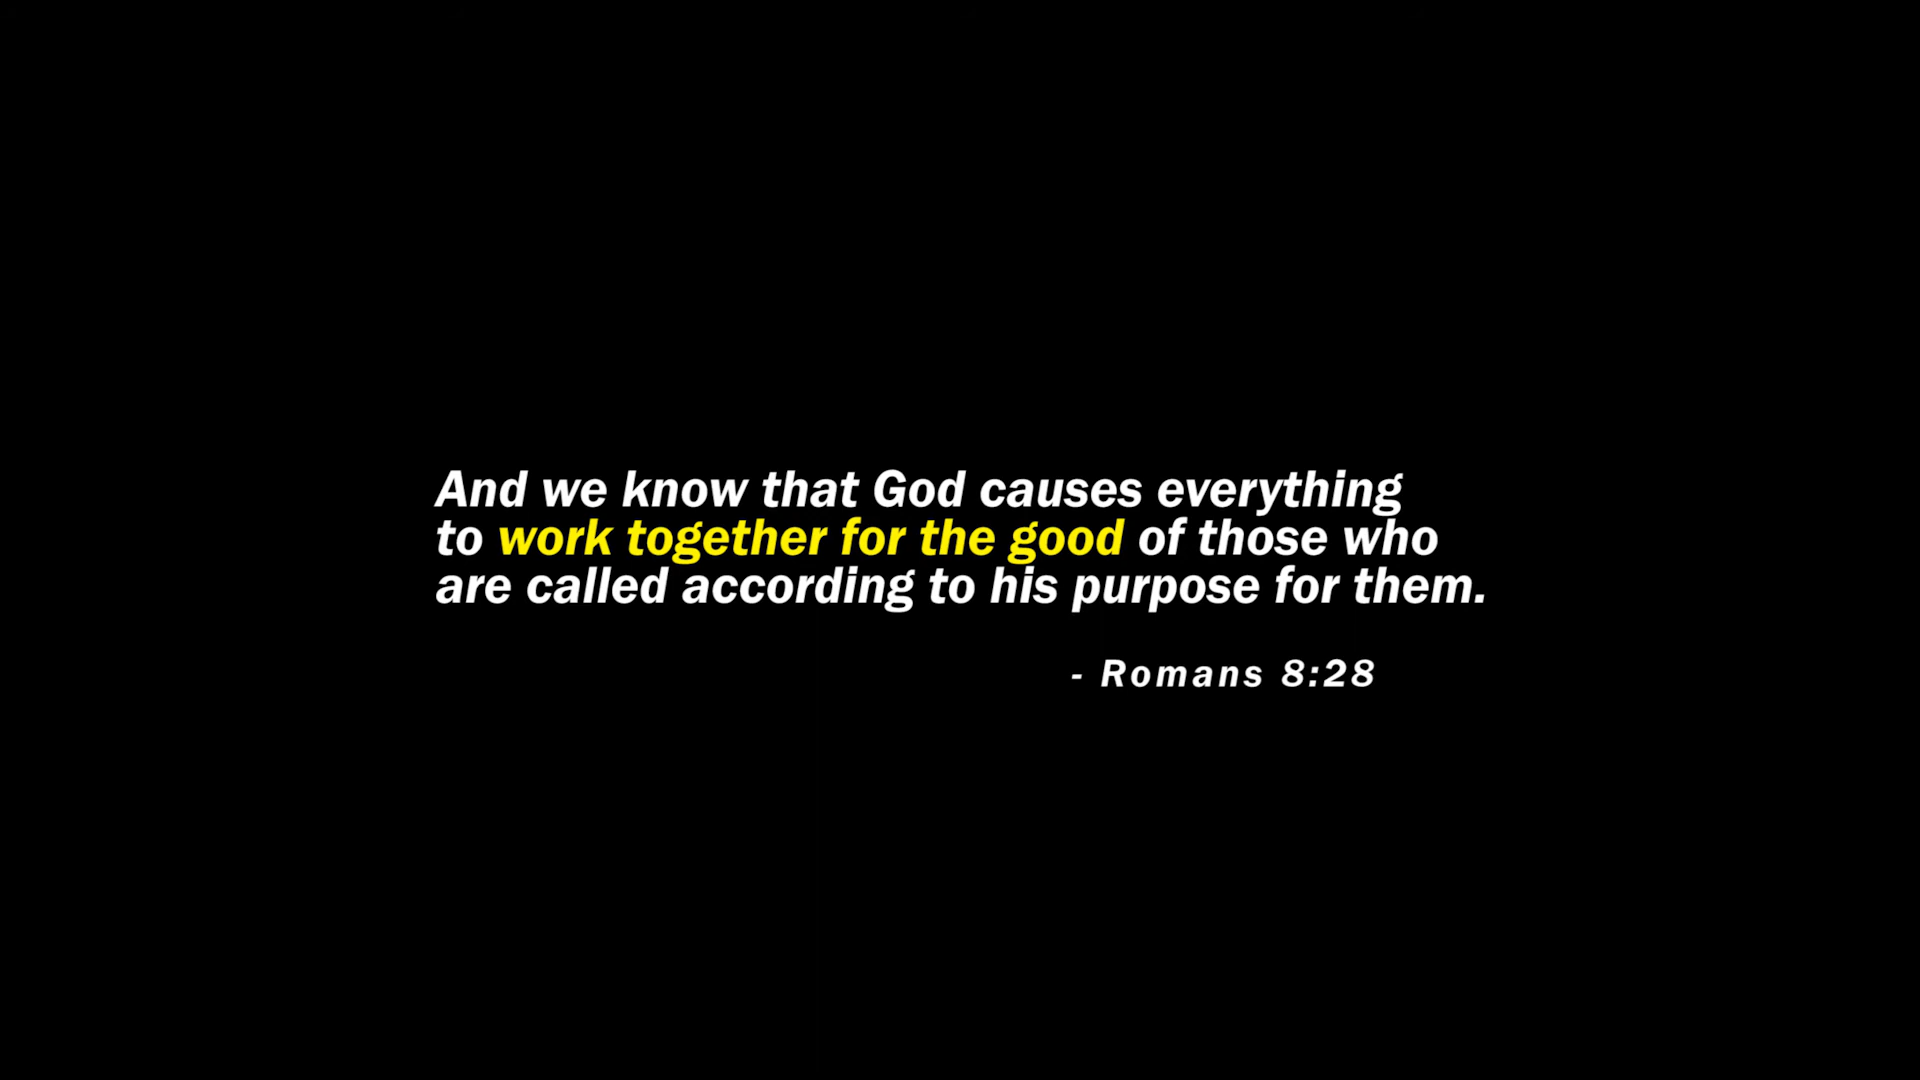 And we know that God causes everything
to work together for the good of those who
are called according to his purpose for them.
- Romans 8:28